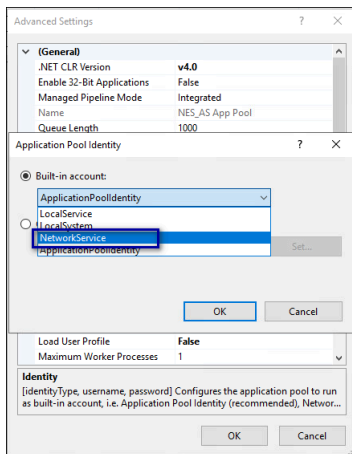 Advanced Settings ? ×
(General)
.NET CLR Version v4.0
Enable 32-Bit Applications False
Managed Pipeline Mode Integrated
Name NES_AS App Pool
Queue Length 1000
Application Pool Identity ? ×
Built-in account:
ApplicationPoolIdentity
LocalService
LocalSystem
NetworkService
ApplicationPoolIdentity
Set...
OK Cancel
Load User Profile False
Maximum Worker Processes 1
Identity
[identityType, username, password] Configures the application pool to run
as built-in account, i.e. Application Pool Identity (recommended), Networ...
OK Cancel